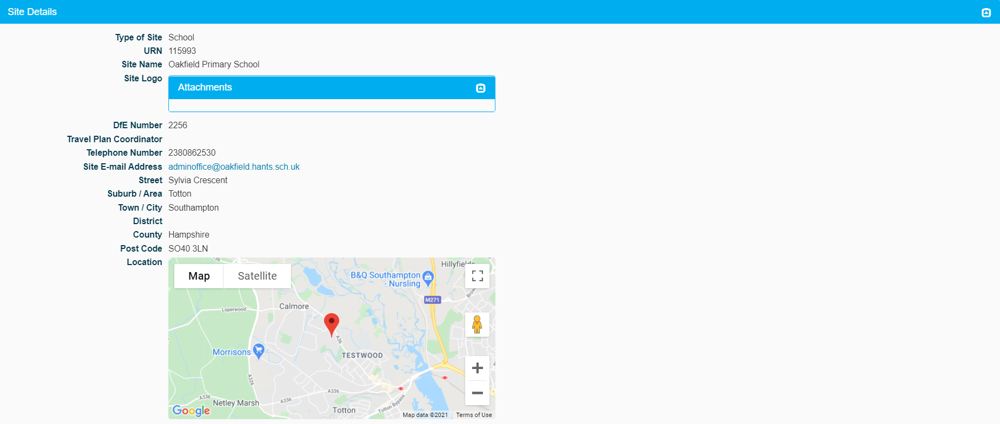 Site Details
Type of Site School
URN 115993
Site Name Oakfield Primary School
Site Logo
Attachments
DfE Number 2256
Travel Plan Coordinator
Telephone Number 2380862530
Site E-mail Address adminoffice@oakfield.hants.sch.uk
Street Sylvia Crescent
Suburb / Area Totton
Town / City Southampton
District
County Hampshire
Post Code SO40 3LN
Location
Map Satellite
Hillyfields
B&Q Southampton
- Nursling
M271
Calmore
Loperwood
A36
Morrisons
TESTWOOD
A326
A336
A336
A336
Netley Marsh
Totton
Totton Bypass
Google
Map data ©2021 Terms of Use